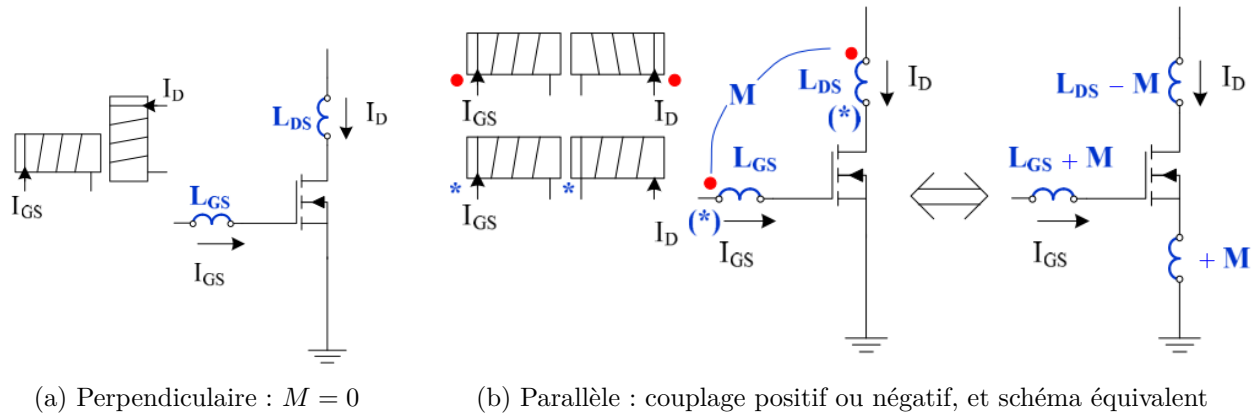 I_D
L_DS
I_D
I_GS
L_GS
I_GS
(a) Perpendiculaire : M = 0
I_GS
I_D
*
*
I_GS
I_D
M
L_DS
(*)
I_D
L_GS
(*)
I_GS
L_DS − M
I_D
L_GS + M
I_GS
+ M
(b) Parallèle : couplage positif ou négatif, et schéma équivalent